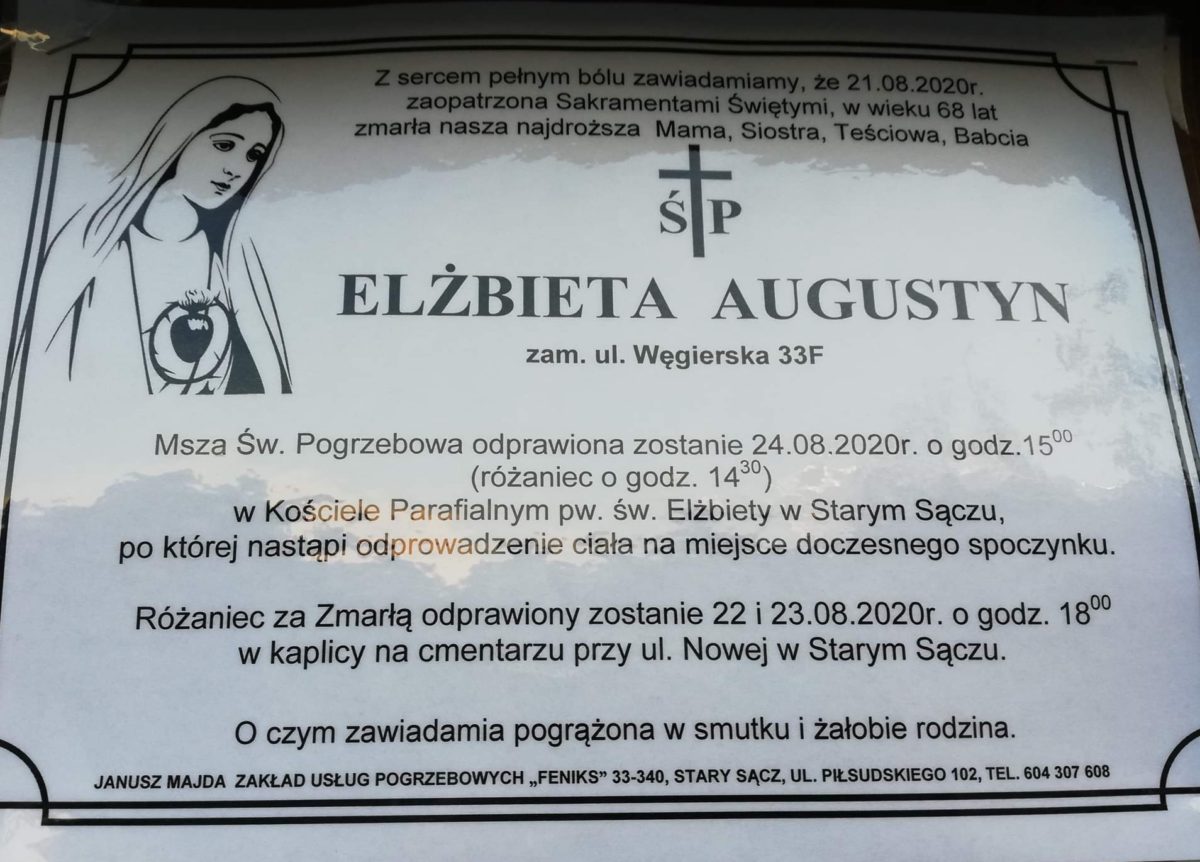 Z sercem pełnym bólu zawiadamiamy, że 21.08.2020r.
zaopatrzona Sakramentami Świętymi, w wieku 68 lat
zmarła nasza najdroższa Mama, Siostra, Teściowa, Babcia
Ś P
ELŻBIETA AUGUSTYN
zam. ul. Węgierska 33F
Msza Św. Pogrzebowa odprawiona zostanie 24.08.2020r. o godz.15⁰⁰
(różaniec o godz. 14³⁰)
w Kościele Parafialnym pw. św. Elżbiety w Starym Sączu,
po której nastąpi odprowadzenie ciała na miejsce doczesnego spoczynku.
Różaniec za Zmarłą odprawiony zostanie 22 i 23.08.2020r. o godz. 18⁰⁰
w kaplicy na cmentarzu przy ul. Nowej w Starym Sączu.
O czym zawiadamia pogrążona w smutku i żałobie rodzina.
JANUSZ MAJDA ZAKŁAD USŁUG POGRZEBOWYCH „FENIKS” 33-340, STARY SĄCZ, UL. PIŁSUDSKIEGO 102, TEL. 604 307 608